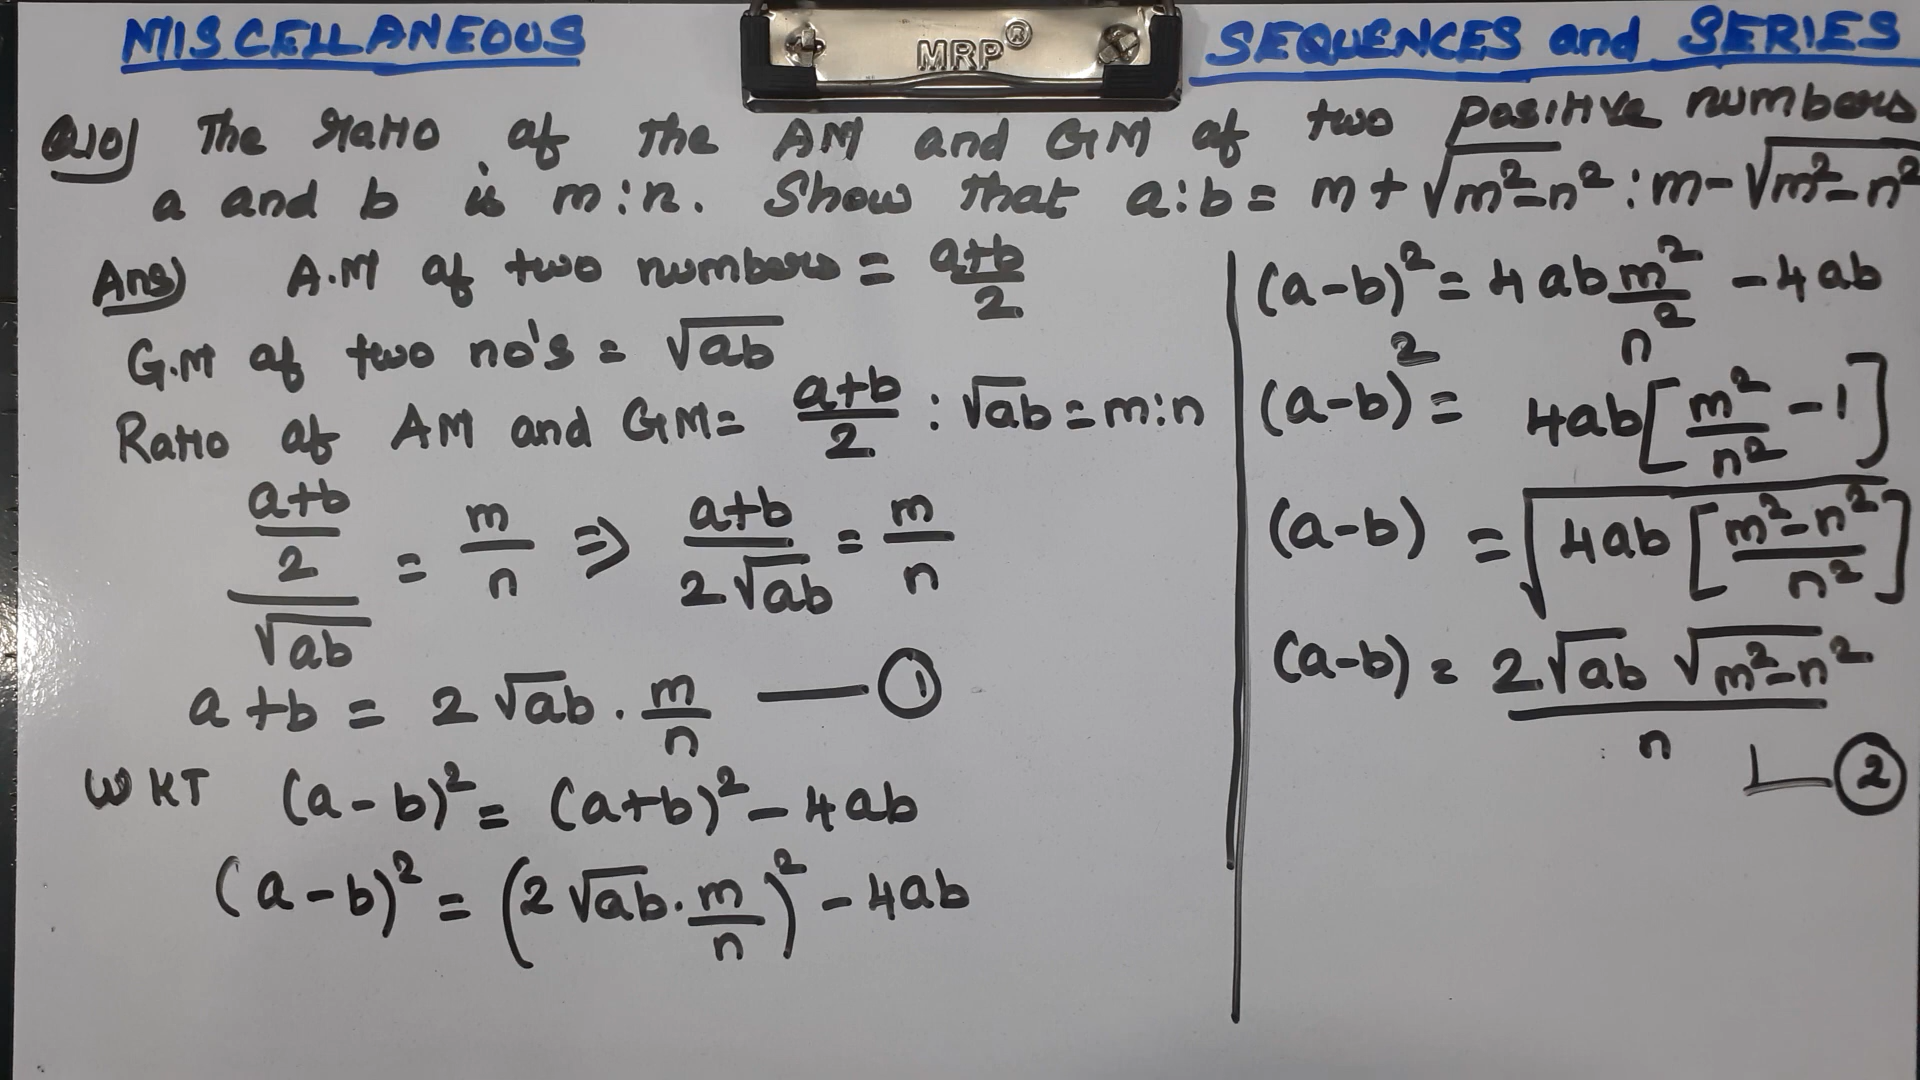 MISCELLANEOUS
MRP®
SEQUENCES and SERIES
Q10) The ratio of the AM and GM of two positive numbers
a and b is m:n. Show that a:b = m+√(m²-n²) : m-√(m²-n²)
Ans) A.M of two numbers = (a+b)/2
G.M of two no's = √ab
Ratio of AM and GM = (a+b)/2 : √ab = m:n
((a+b)/2)/√ab = m/n ⇒ (a+b)/(2√ab) = m/n
a+b = 2√ab . m/n — ①
WKT (a-b)² = (a+b)² - 4ab
(a-b)² = (2√ab . m/n)² - 4ab
(a-b)² = 4ab m²/n² - 4ab
(a-b)² = 4ab[m²/n² - 1]
(a-b) = √(4ab[(m²-n²)/n²])
(a-b) = (2√ab √(m²-n²))/n
②